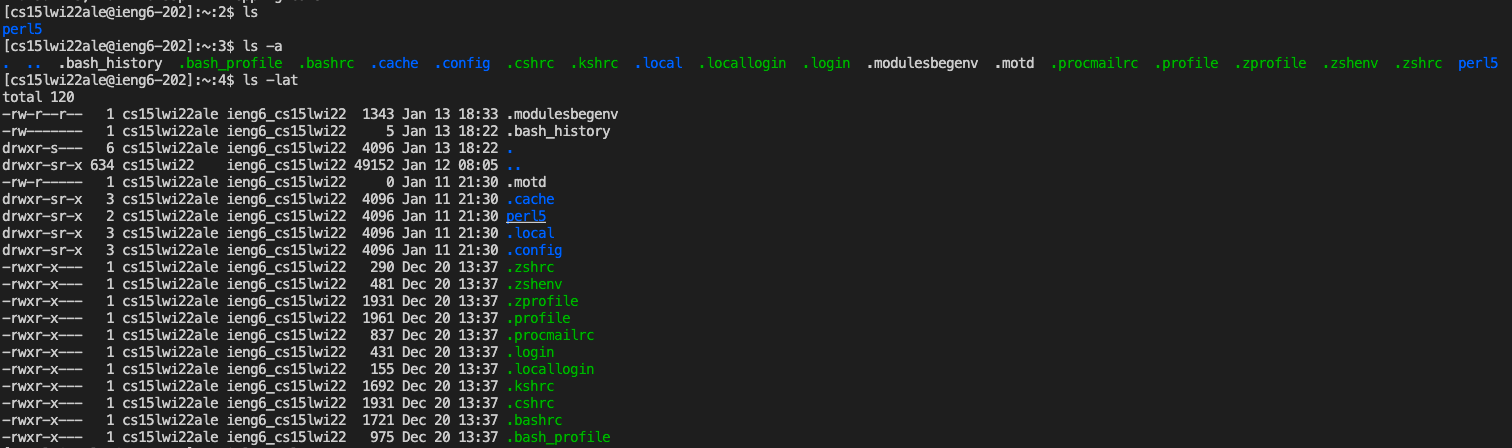 [cs15lwi22ale@ieng6-202]:~:2$ ls
perl5
[cs15lwi22ale@ieng6-202]:~:3$ ls -a
.  ..  .bash_history  .bash_profile  .bashrc  .cache  .config  .cshrc  .kshrc  .local  .locallogin  .login  .modulesbegenv  .motd  .procmailrc  .profile  .zprofile  .zshenv  .zshrc  perl5
[cs15lwi22ale@ieng6-202]:~:4$ ls -lat
total 120
-rw-r--r--   1 cs15lwi22ale ieng6_cs15lwi22  1343 Jan 13 18:33 .modulesbegenv
-rw-------   1 cs15lwi22ale ieng6_cs15lwi22     5 Jan 13 18:22 .bash_history
drwxr-s---   6 cs15lwi22ale ieng6_cs15lwi22  4096 Jan 13 18:22 .
drwxr-sr-x 634 cs15lwi22    ieng6_cs15lwi22 49152 Jan 12 08:05 ..
-rw-r-----   1 cs15lwi22ale ieng6_cs15lwi22     0 Jan 11 21:30 .motd
drwxr-sr-x   3 cs15lwi22ale ieng6_cs15lwi22  4096 Jan 11 21:30 .cache
drwxr-sr-x   2 cs15lwi22ale ieng6_cs15lwi22  4096 Jan 11 21:30 perl5
drwxr-sr-x   3 cs15lwi22ale ieng6_cs15lwi22  4096 Jan 11 21:30 .local
drwxr-sr-x   3 cs15lwi22ale ieng6_cs15lwi22  4096 Jan 11 21:30 .config
-rwxr-x---   1 cs15lwi22ale ieng6_cs15lwi22   290 Dec 20 13:37 .zshrc
-rwxr-x---   1 cs15lwi22ale ieng6_cs15lwi22   481 Dec 20 13:37 .zshenv
-rwxr-x---   1 cs15lwi22ale ieng6_cs15lwi22  1931 Dec 20 13:37 .zprofile
-rwxr-x---   1 cs15lwi22ale ieng6_cs15lwi22  1961 Dec 20 13:37 .profile
-rwxr-x---   1 cs15lwi22ale ieng6_cs15lwi22   837 Dec 20 13:37 .procmailrc
-rwxr-x---   1 cs15lwi22ale ieng6_cs15lwi22   431 Dec 20 13:37 .login
-rwxr-x---   1 cs15lwi22ale ieng6_cs15lwi22   155 Dec 20 13:37 .locallogin
-rwxr-x---   1 cs15lwi22ale ieng6_cs15lwi22  1692 Dec 20 13:37 .kshrc
-rwxr-x---   1 cs15lwi22ale ieng6_cs15lwi22  1931 Dec 20 13:37 .cshrc
-rwxr-x---   1 cs15lwi22ale ieng6_cs15lwi22  1721 Dec 20 13:37 .bashrc
-rwxr-x---   1 cs15lwi22ale ieng6_cs15lwi22   975 Dec 20 13:37 .bash_profile